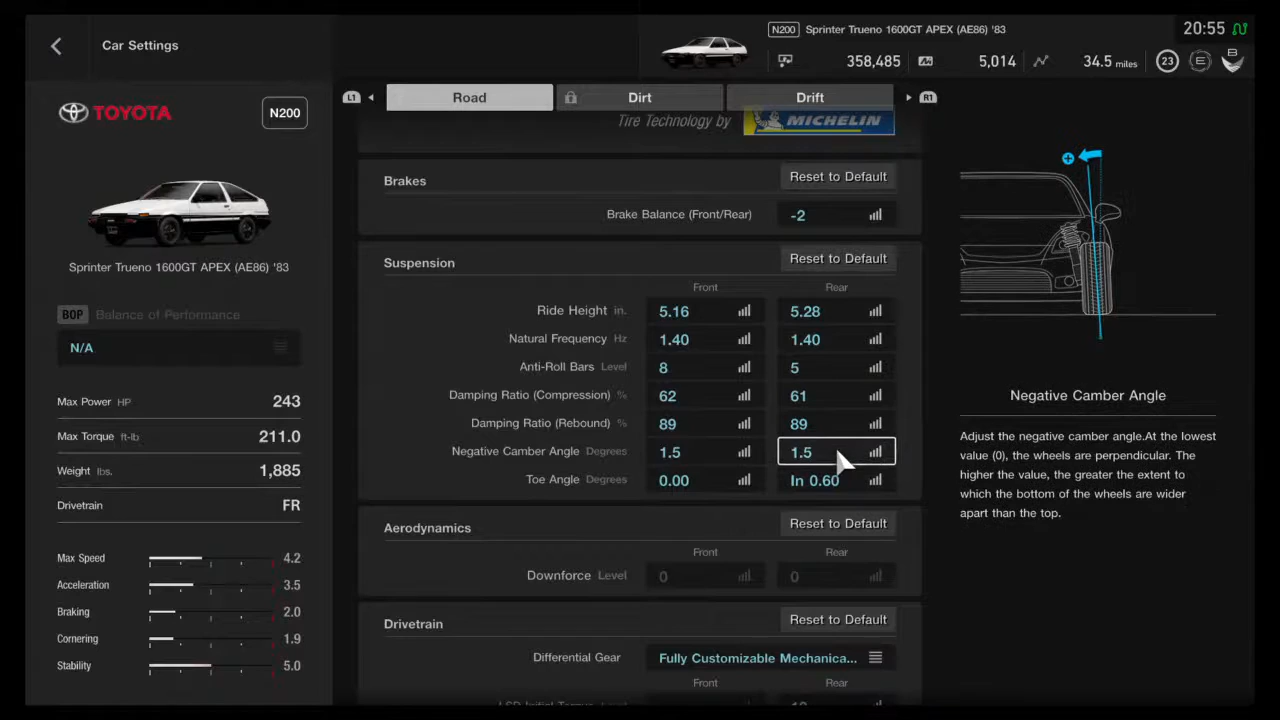 Car Settings
N200 Sprinter Trueno 1600GT APEX (AE86) '83
20:55
358,485 5,014 34.5 miles 23 E B
TOYOTA N200
L1 Road Dirt Drift R1
Tire Technology by MICHELIN
Sprinter Trueno 1600GT APEX (AE86) '83
BOP Balance of Performance
N/A
Max Power HP 243
Max Torque ft-lb 211.0
Weight lbs. 1,885
Drivetrain FR
Max Speed 4.2
Acceleration 3.5
Braking 2.0
Cornering 1.9
Stability 5.0
Brakes Reset to Default
Brake Balance (Front/Rear) -2
Suspension Reset to Default
Front Rear
Ride Height in. 5.16 5.28
Natural Frequency Hz 1.40 1.40
Anti-Roll Bars Level 8 5
Damping Ratio (Compression) % 62 61
Damping Ratio (Rebound) % 89 89
Negative Camber Angle Degrees 1.5 1.5
Toe Angle Degrees 0.00 In 0.60
Aerodynamics Reset to Default
Front Rear
Downforce Level 0 0
Drivetrain Reset to Default
Differential Gear Fully Customizable Mechanica...
Front Rear
LSD Initial Torque Level 10
Negative Camber Angle
Adjust the negative camber angle.At the lowest
value (0), the wheels are perpendicular. The
higher the value, the greater the extent to
which the bottom of the wheels are wider
apart than the top.